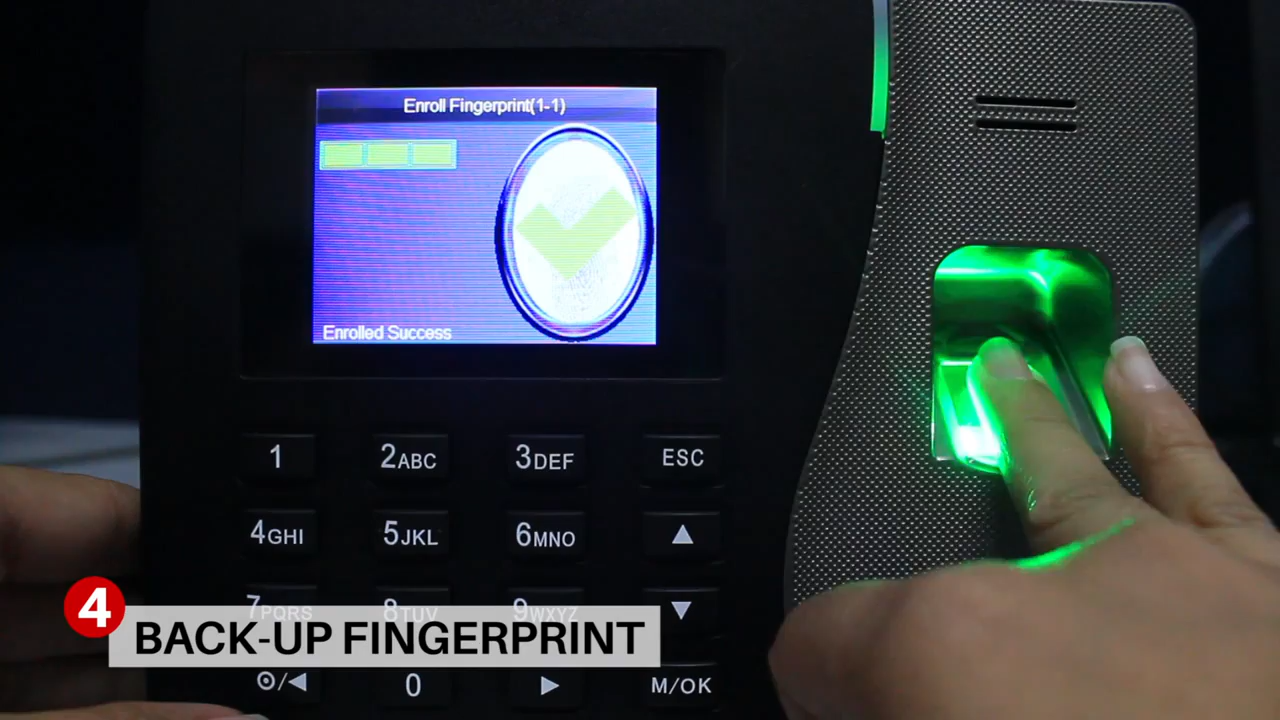 Enroll Fingerprint(1-1)
Enrolled Success
1 2ABC 3DEF ESC
4GHI 5JKL 6MNO ▲
7PQRS 8TUV 9WXYZ ▼
4
BACK-UP FINGERPRINT
⊙/◀ 0 ▶ M/OK